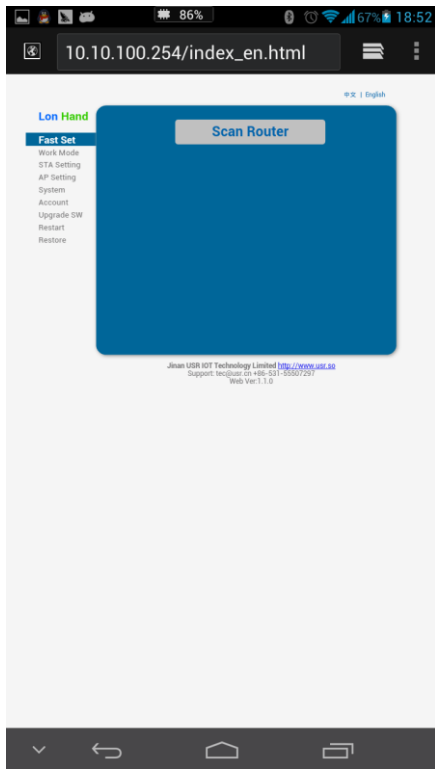 86%
67%
18:52
10.10.100.254/index_en.html
中文 | English
Lon Hand
Fast Set
Work Mode
STA Setting
AP Setting
System
Account
Upgrade SW
Restart
Restore
Scan Router
Jinan USR IOT Technology Limited http://www.usr.so
Support: tec@usr.cn +86-531-55507297
Web Ver:1.1.0